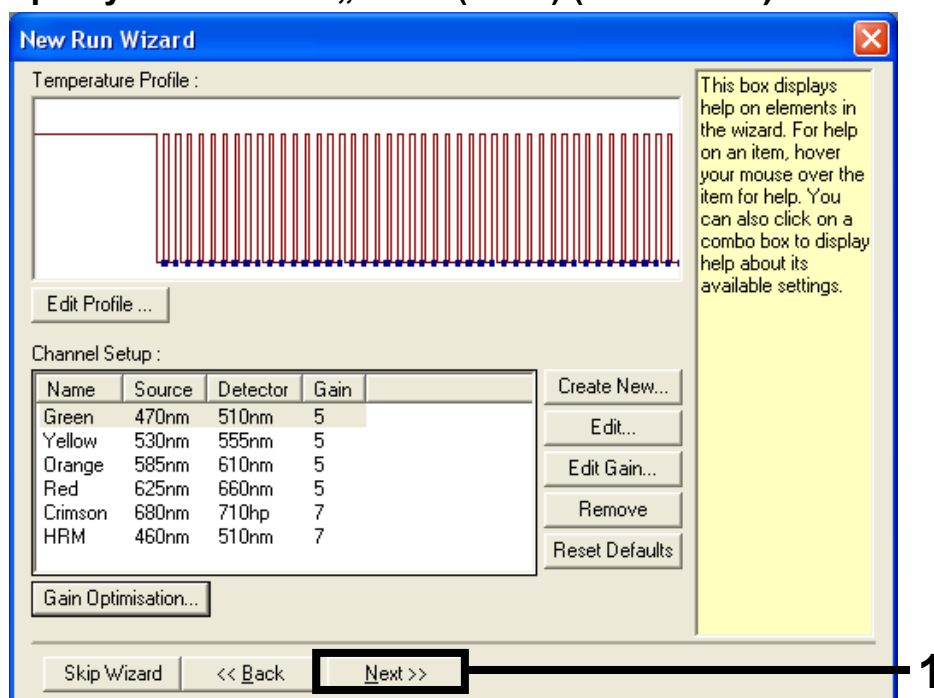 New Run Wizard
Temperature Profile :
This box displays
help on elements in
the wizard. For help
on an item, hover
your mouse over the
item for help. You
can also click on a
combo box to display
help about its
available settings.
Edit Profile ...
Channel Setup :
Name Source Detector Gain
Green 470nm 510nm 5
Yellow 530nm 555nm 5
Orange 585nm 610nm 5
Red 625nm 660nm 5
Crimson 680nm 710hp 7
HRM 460nm 510nm 7
Create New...
Edit...
Edit Gain...
Remove
Reset Defaults
Gain Optimisation...
Skip Wizard << Back Next >> 1